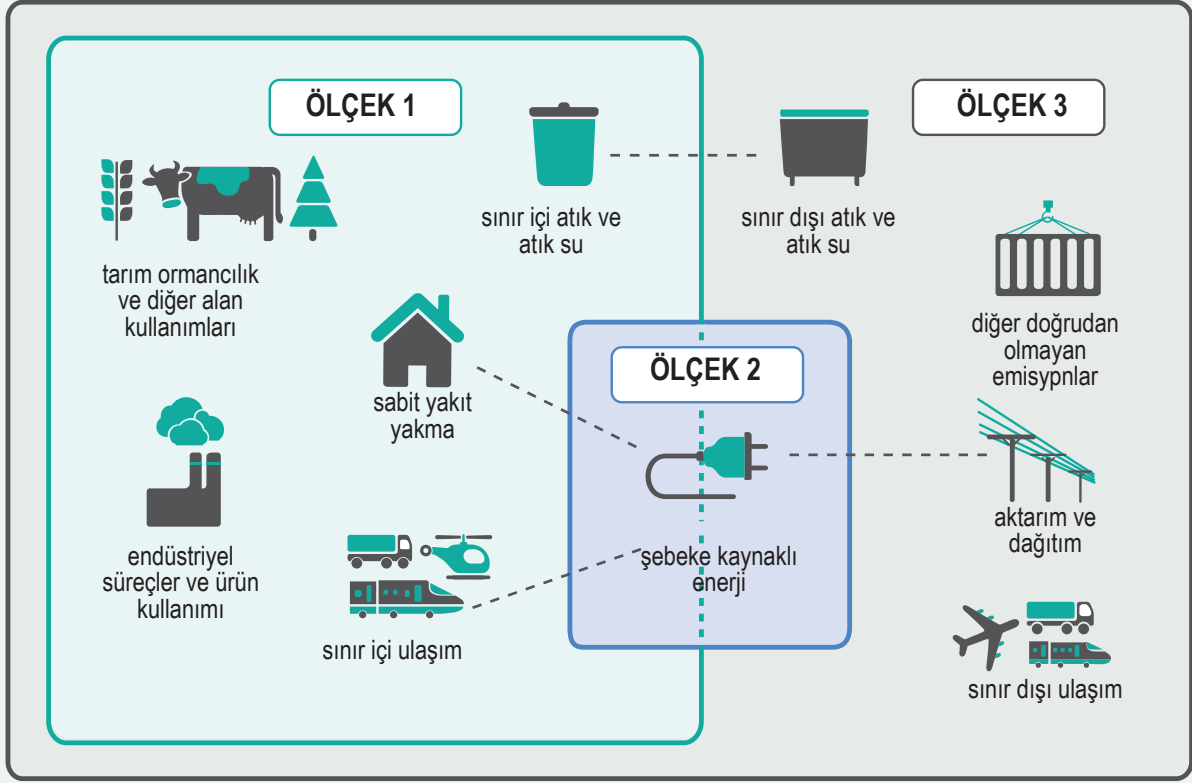 ÖLÇEK 1
ÖLÇEK 3
sınır içi atık ve
atık su
sınır dışı atık ve
atık su
tarım ormancılık
ve diğer alan
kullanımları
diğer doğrudan
olmayan
emisypnlar
ÖLÇEK 2
sabit yakıt
yakma
aktarım ve
dağıtım
endüstriyel
süreçler ve ürün
kullanımı
şebeke kaynaklı
enerji
sınır içi ulaşım
sınır dışı ulaşım